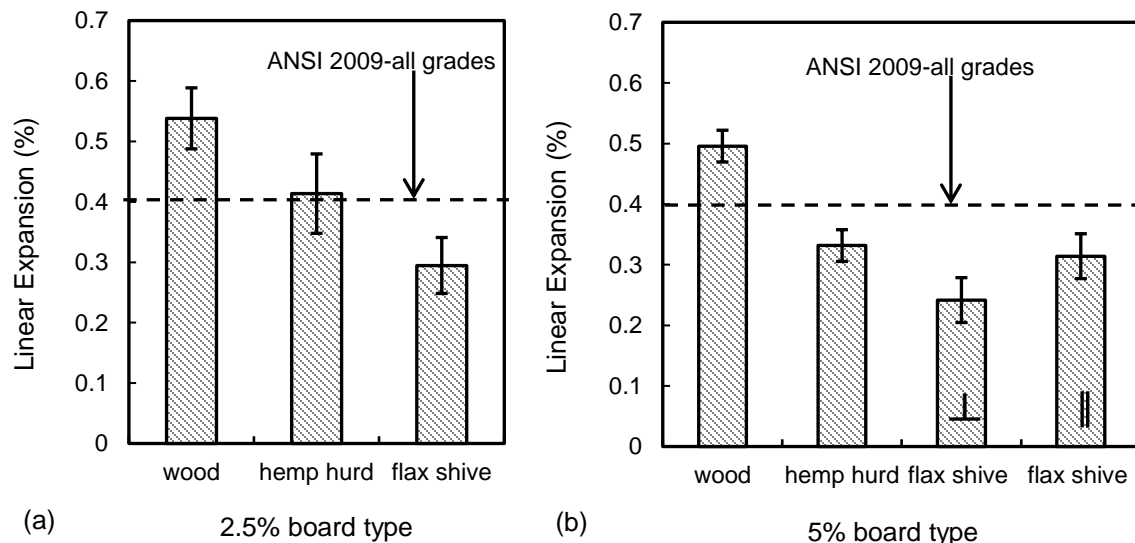 0.7
0.6
0.5
0.4
0.3
0.2
0.1
0
Linear Expansion (%)
ANSI 2009-all grades
wood hemp hurd flax shive
(a) 2.5% board type
0.7
0.6
0.5
0.4
0.3
0.2
0.1
0
Linear Expansion (%)
ANSI 2009-all grades
⊥ ||
wood hemp hurd flax shive flax shive
(b) 5% board type